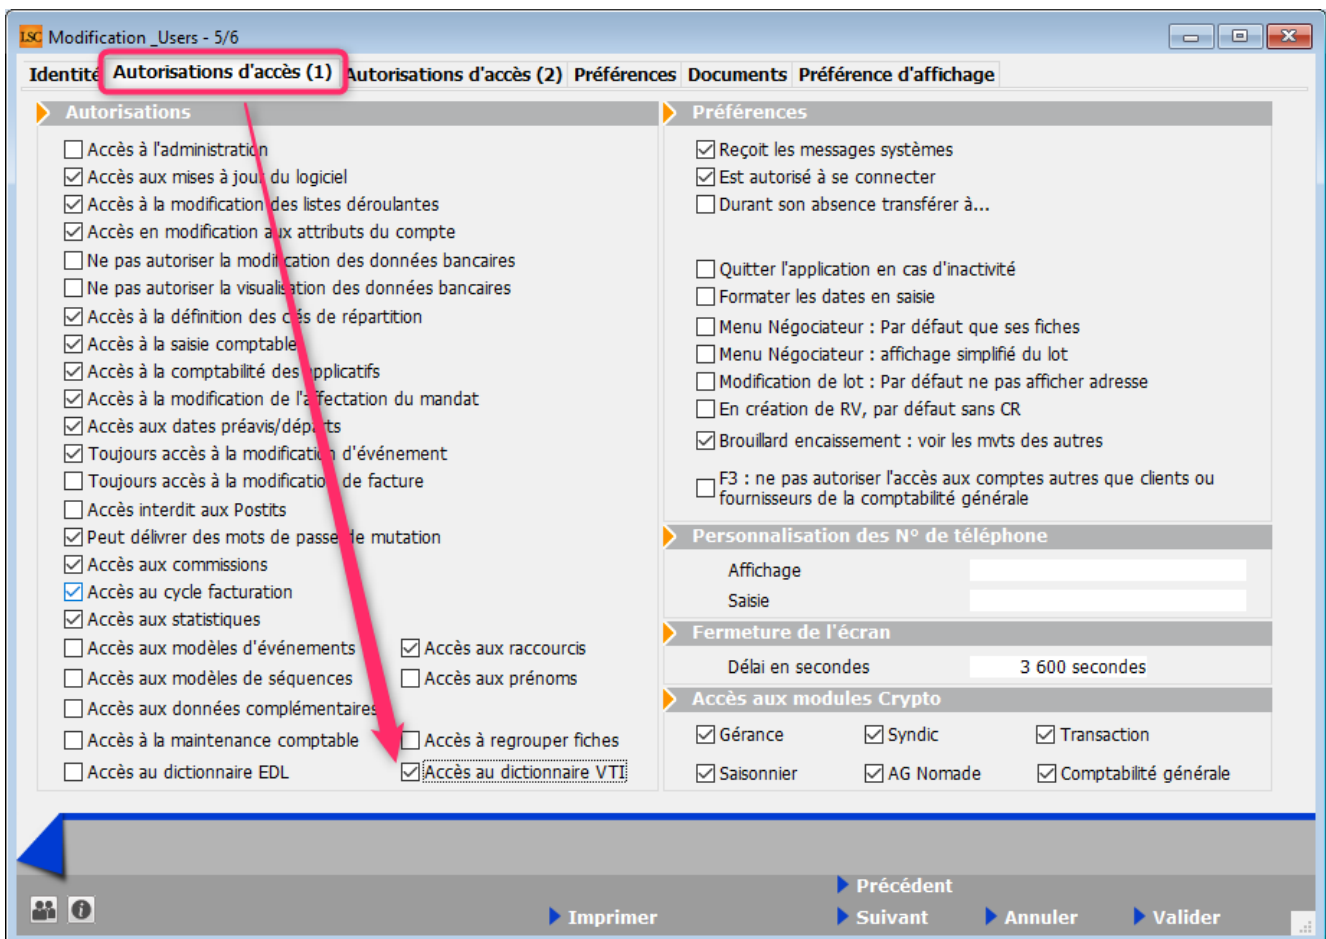 LSC Modification _Users - 5/6
Identité Autorisations d'accès (1) Autorisations d'accès (2) Préférences Documents Préférence d'affichage
Autorisations
Accès à l'administration
Accès aux mises à jour du logiciel
Accès à la modification des listes déroulantes
Accès en modification aux attributs du compte
Ne pas autoriser la modification des données bancaires
Ne pas autoriser la visualisation des données bancaires
Accès à la définition des clés de répartition
Accès à la saisie comptable
Accès à la comptabilité des applicatifs
Accès à la modification de l'affectation du mandat
Accès aux dates préavis/départs
Toujours accès à la modification d'événement
Toujours accès à la modification de facture
Accès interdit aux Postits
Peut délivrer des mots de passe de mutation
Accès aux commissions
Accès au cycle facturation
Accès aux statistiques
Accès aux modèles d'événements Accès aux raccourcis
Accès aux modèles de séquences Accès aux prénoms
Accès aux données complémentaires
Accès à la maintenance comptable Accès à regrouper fiches
Accès au dictionnaire EDL Accès au dictionnaire VTI
Préférences
Reçoit les messages systèmes
Est autorisé à se connecter
Durant son absence transférer à...
Quitter l'application en cas d'inactivité
Formater les dates en saisie
Menu Négociateur : Par défaut que ses fiches
Menu Négociateur : affichage simplifié du lot
Modification de lot : Par défaut ne pas afficher adresse
En création de RV, par défaut sans CR
Brouillard encaissement : voir les mvts des autres
F3 : ne pas autoriser l'accès aux comptes autres que clients ou
fournisseurs de la comptabilité générale
Personnalisation des N° de téléphone
Affichage
Saisie
Fermeture de l'écran
Délai en secondes 3 600 secondes
Accès aux modules Crypto
Gérance Syndic Transaction
Saisonnier AG Nomade Comptabilité générale
Précédent
Imprimer Suivant Annuler Valider